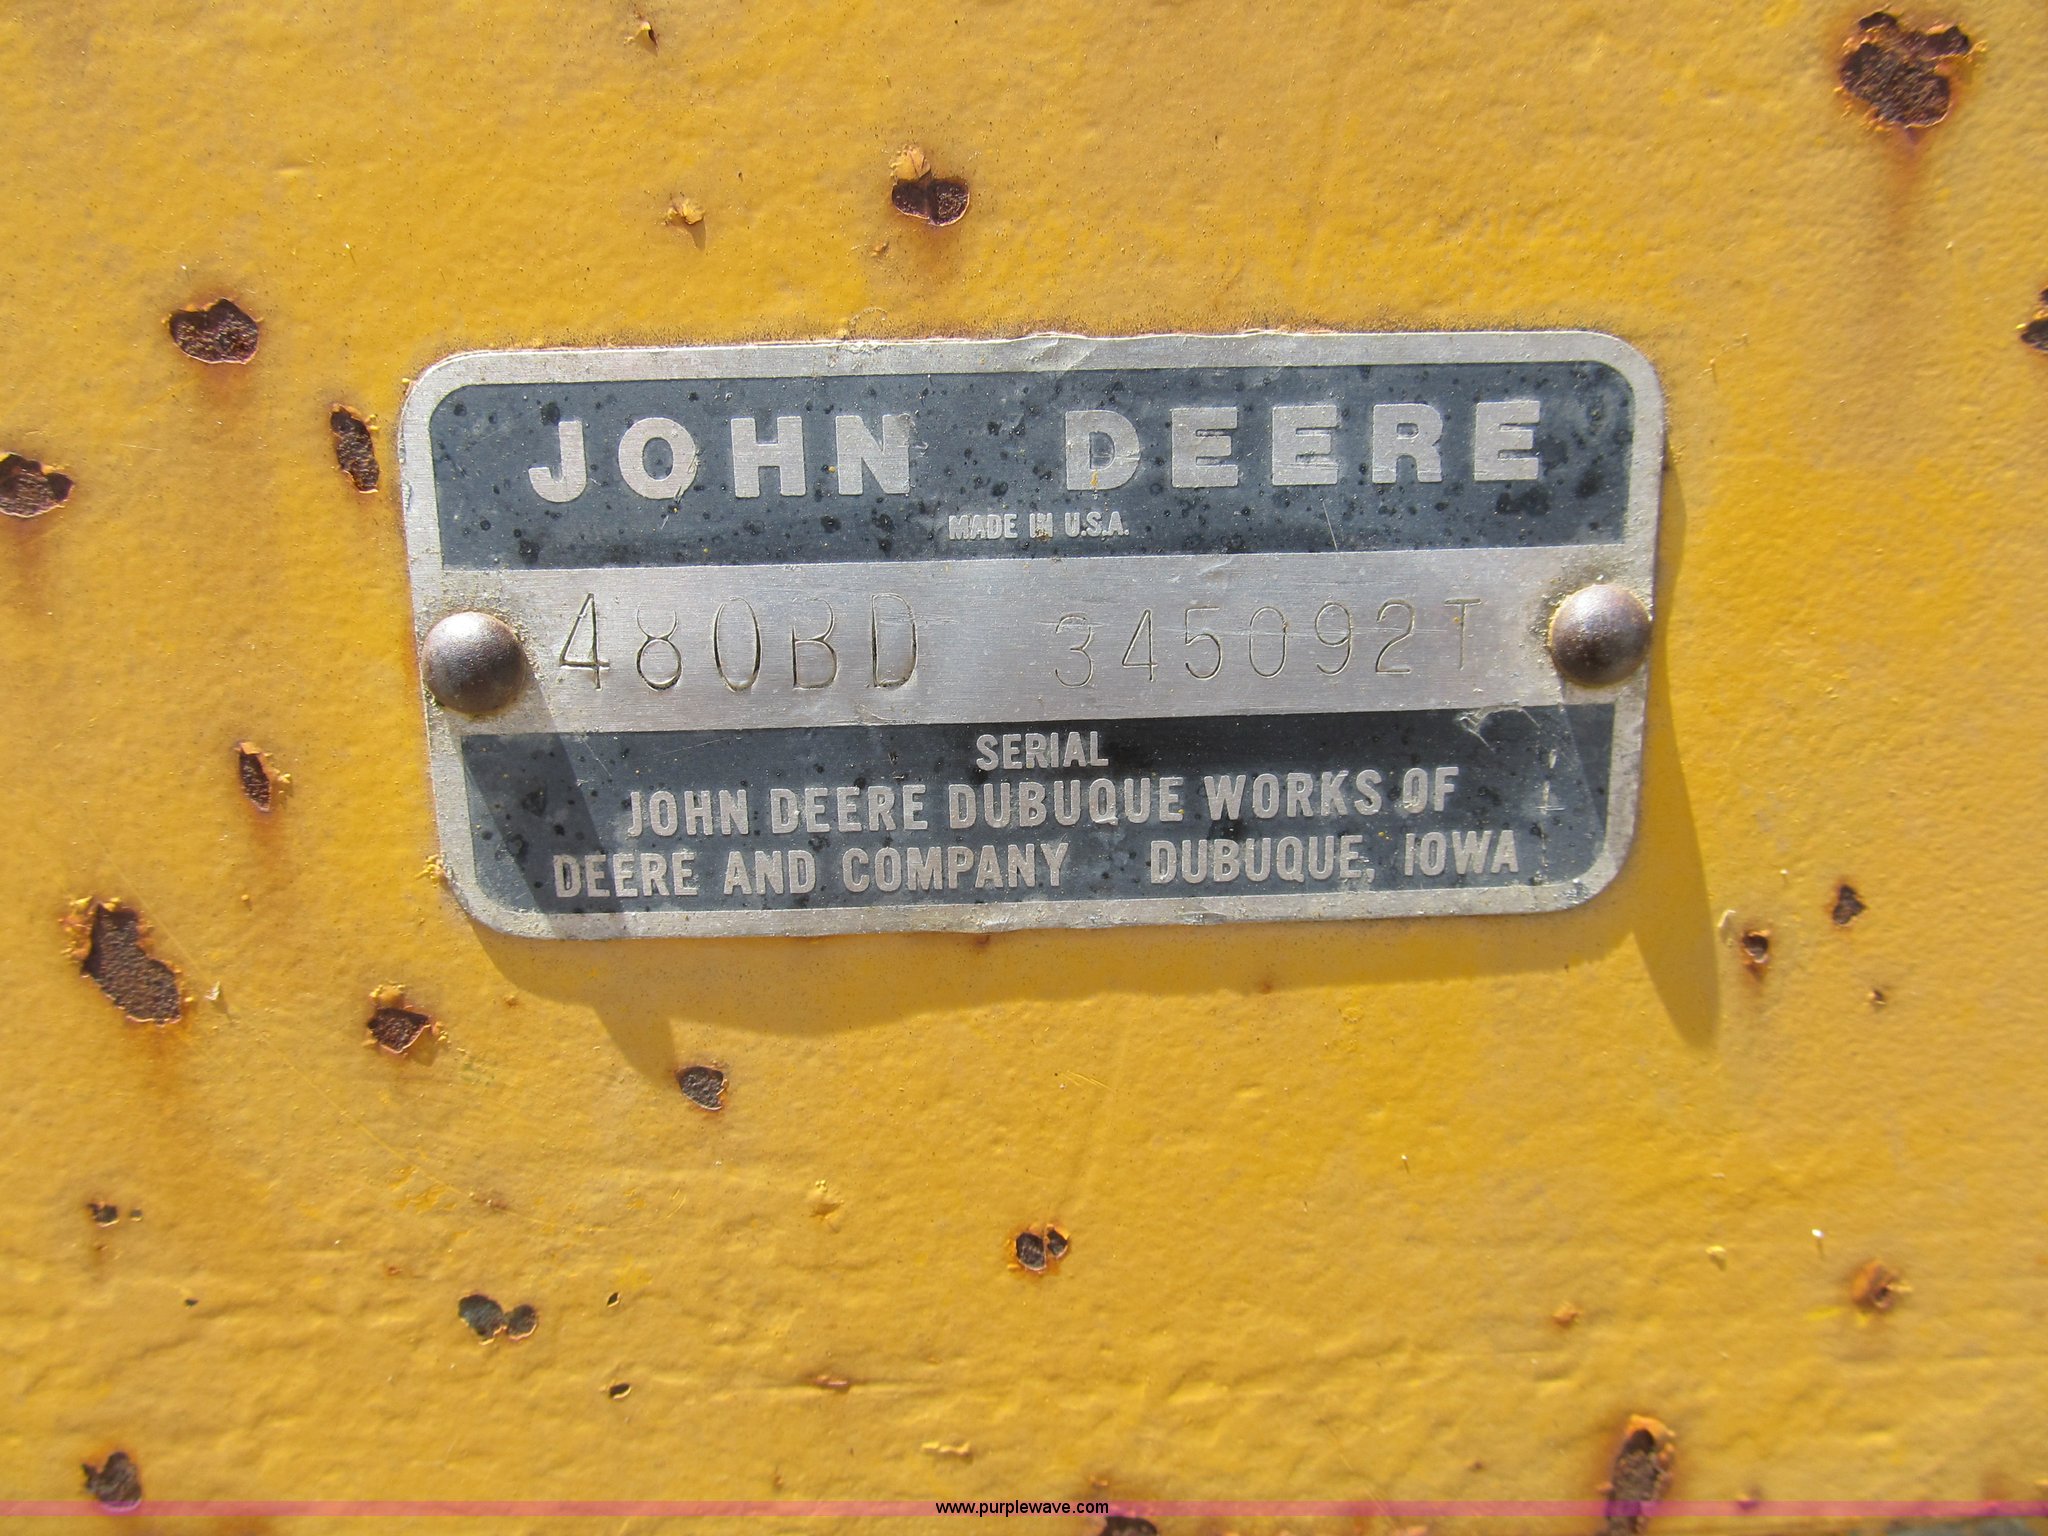 JOHN DEERE
MADE IN U.S.A.
480BD 345092T
SERIAL
JOHN DEERE DUBUQUE WORKS OF
DEERE AND COMPANY DUBUQUE, IOWA
www.purplewave.com